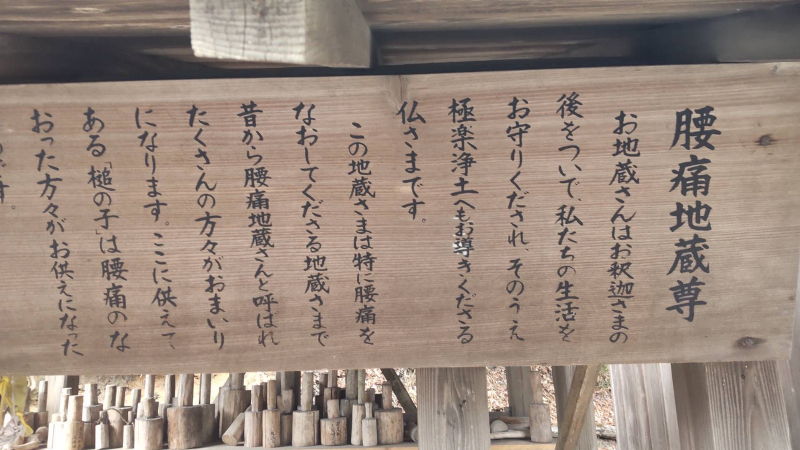 腰痛地蔵尊
お地蔵さんはお釈迦さまの
後をついで、私たちの生活を
お守りくだされ、そのうえ
極楽浄土へもお導きくださる
仏さまです。
この地蔵さまは特に腰痛を
なおしてくださる地蔵さまで
昔から腰痛地蔵さんと呼ばれ
たくさんの方々がおまいり
になります。ここに供えて
ある「槌の子」は腰痛のな
おった方々がお供えになった
です。